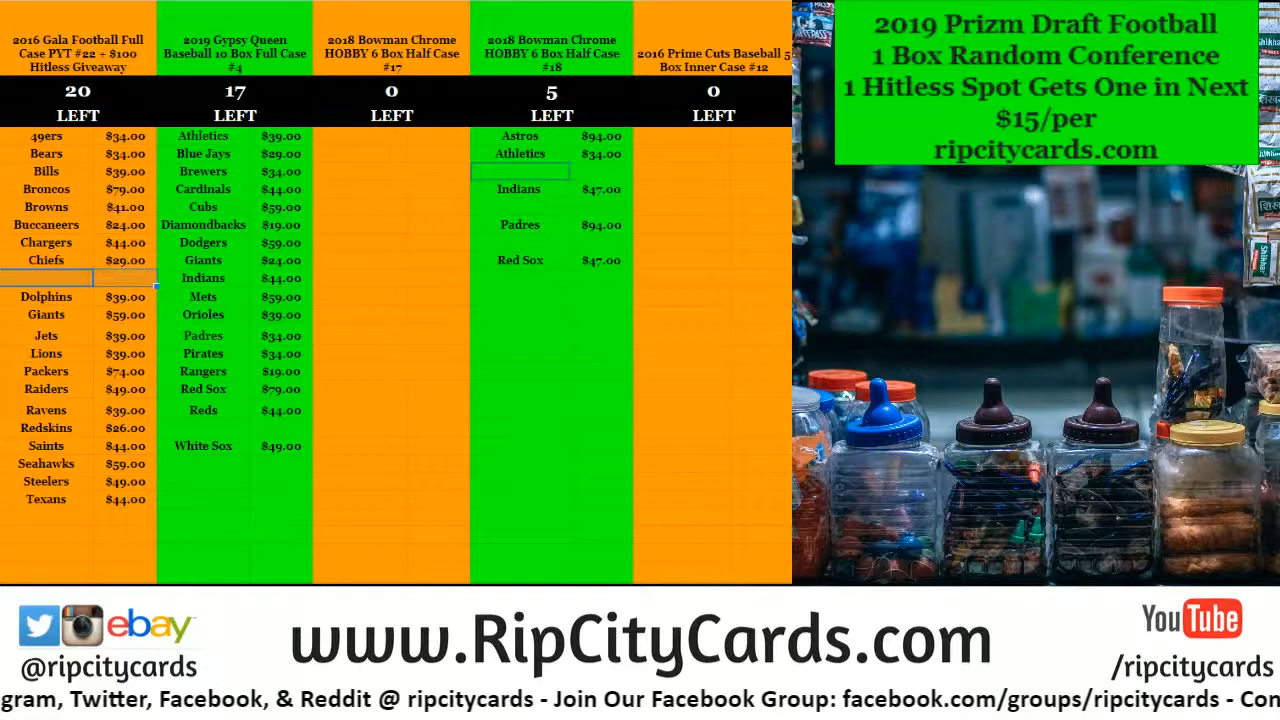 2016 Gala Football Full
Case PYT #22 + $100
Hitless Giveaway
20
LEFT
49ers $34.00
Bears $34.00
Bills $39.00
Broncos $79.00
Browns $41.00
Buccaneers $24.00
Chargers $44.00
Chiefs $29.00
Dolphins $39.00
Giants $59.00
Jets $39.00
Lions $39.00
Packers $74.00
Raiders $49.00
Ravens $39.00
Redskins $26.00
Saints $44.00
Seahawks $59.00
Steelers $49.00
Texans $44.00
2019 Gypsy Queen
Baseball 10 Box Full Case
#4
17
LEFT
Athletics $39.00
Blue Jays $29.00
Brewers $34.00
Cardinals $44.00
Cubs $59.00
Diamondbacks $19.00
Dodgers $59.00
Giants $24.00
Indians $44.00
Mets $59.00
Orioles $39.00
Padres $34.00
Pirates $34.00
Rangers $19.00
Red Sox $79.00
Reds $44.00
White Sox $49.00
2018 Bowman Chrome
HOBBY 6 Box Half Case
#17
0
LEFT
2018 Bowman Chrome
HOBBY 6 Box Half Case
#18
5
LEFT
Astros $94.00
Athletics $34.00
Indians $47.00
Padres $94.00
Red Sox $47.00
2016 Prime Cuts Baseball 5
Box Inner Case #12
0
LEFT
2019 Prizm Draft Football
1 Box Random Conference
1 Hitless Spot Gets One in Next
$15/per
ripcitycards.com
Shikhar
ebay
@ripcitycards
www.RipCityCards.com
YouTube
/ripcitycards
gram, Twitter, Facebook, & Reddit @ ripcitycards - Join Our Facebook Group: facebook.com/groups/ripcitycards - Con